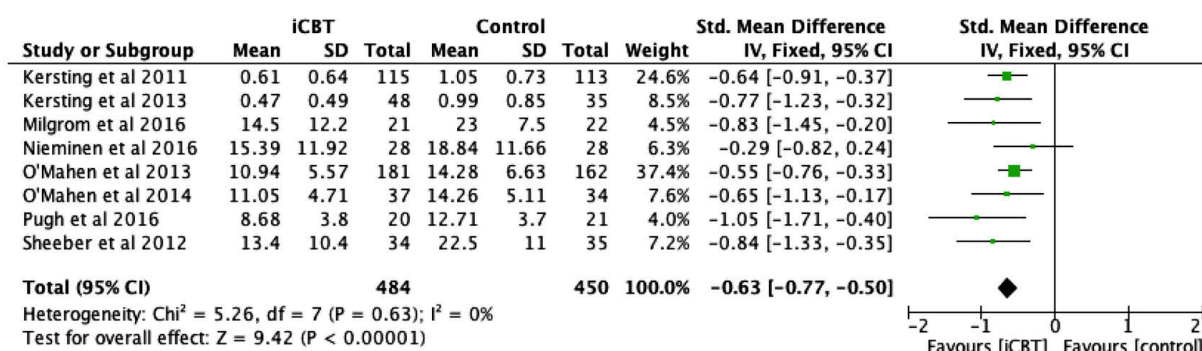 iCBT Control Std. Mean Difference Std. Mean Difference
Study or Subgroup Mean SD Total Mean SD Total Weight IV, Fixed, 95% CI IV, Fixed, 95% CI
Kersting et al 2011 0.61 0.64 115 1.05 0.73 113 24.6% -0.64 [-0.91, -0.37]
Kersting et al 2013 0.47 0.49 48 0.99 0.85 35 8.5% -0.77 [-1.23, -0.32]
Milgrom et al 2016 14.5 12.2 21 23 7.5 22 4.5% -0.83 [-1.45, -0.20]
Nieminen et al 2016 15.39 11.92 28 18.84 11.66 28 6.3% -0.29 [-0.82, 0.24]
O'Mahen et al 2013 10.94 5.57 181 14.28 6.63 162 37.4% -0.55 [-0.76, -0.33]
O'Mahen et al 2014 11.05 4.71 37 14.26 5.11 34 7.6% -0.65 [-1.13, -0.17]
Pugh et al 2016 8.68 3.8 20 12.71 3.7 21 4.0% -1.05 [-1.71, -0.40]
Sheeber et al 2012 13.4 10.4 34 22.5 11 35 7.2% -0.84 [-1.33, -0.35]
Total (95% CI) 484 450 100.0% -0.63 [-0.77, -0.50]
Heterogeneity: Chi² = 5.26, df = 7 (P = 0.63); I² = 0%
Test for overall effect: Z = 9.42 (P < 0.00001)
-2 -1 0 1 2
Favours [iCBT] Favours [control]